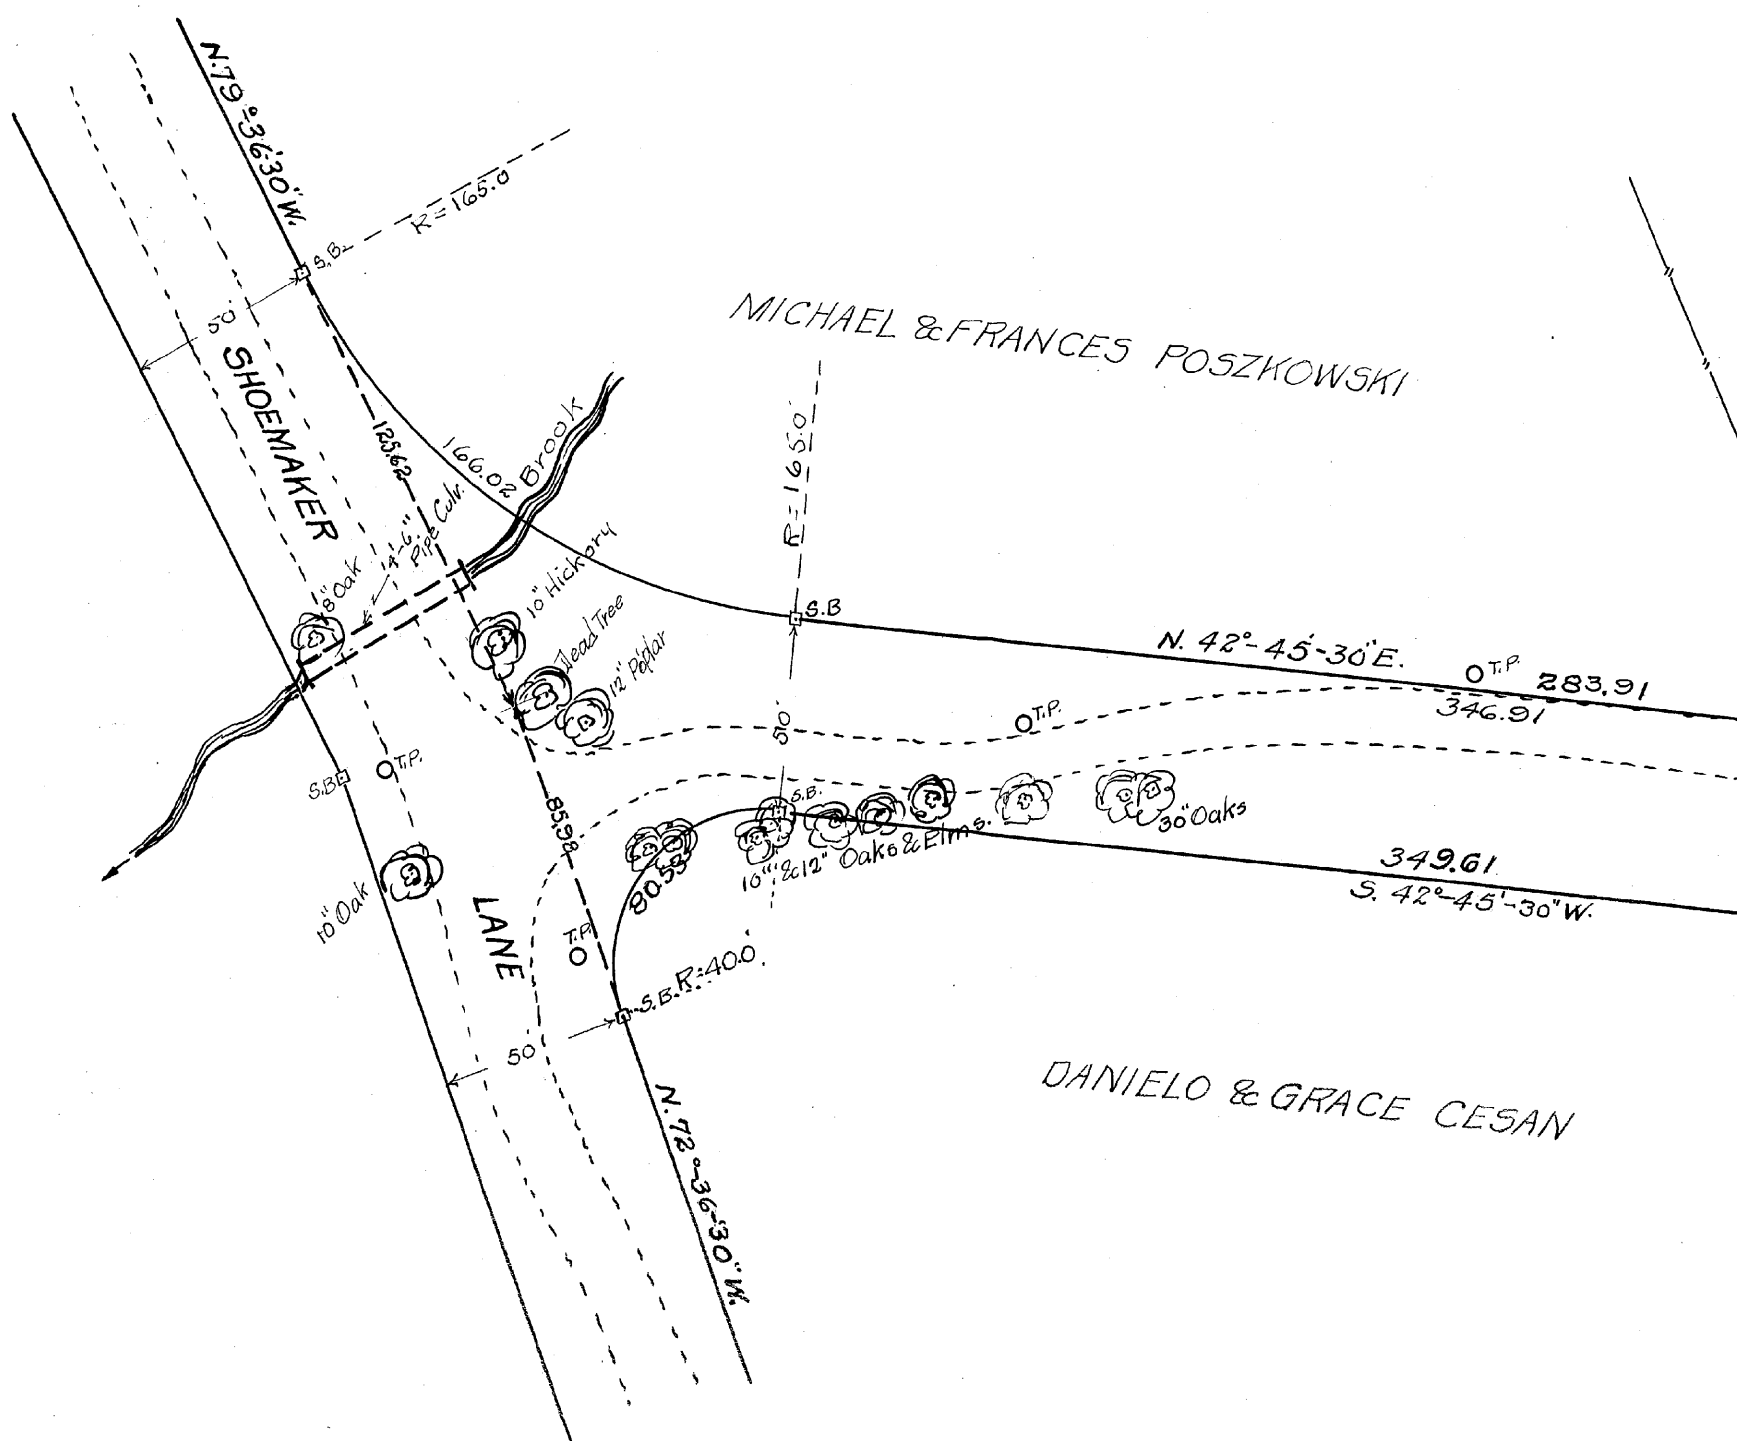 N.79°-36'30"W.
R=165.0
S.B.
50'
SHOEMAKER
MICHAEL & FRANCES POSZKOWSKI
125.62
166.02
Brook
R=165.0'
4'-6"
Pipe Culv.
8" Oak
10" Hickory
Dead Tree
12" Poplar
S.B
N. 42°-45'-30"E.
T.P.
283.91
346.91
T.P.
50
T.P.
S.B
S.B.
85.98
30" Oaks
10" & 12" Oaks & Elms.
349.61
S. 42°-45'-30"W.
80.55
10" Oak
LANE
T.P.
R=40.0'
S.B.
50'
DANIELO & GRACE CESAN
N.72°-36'-30"W.